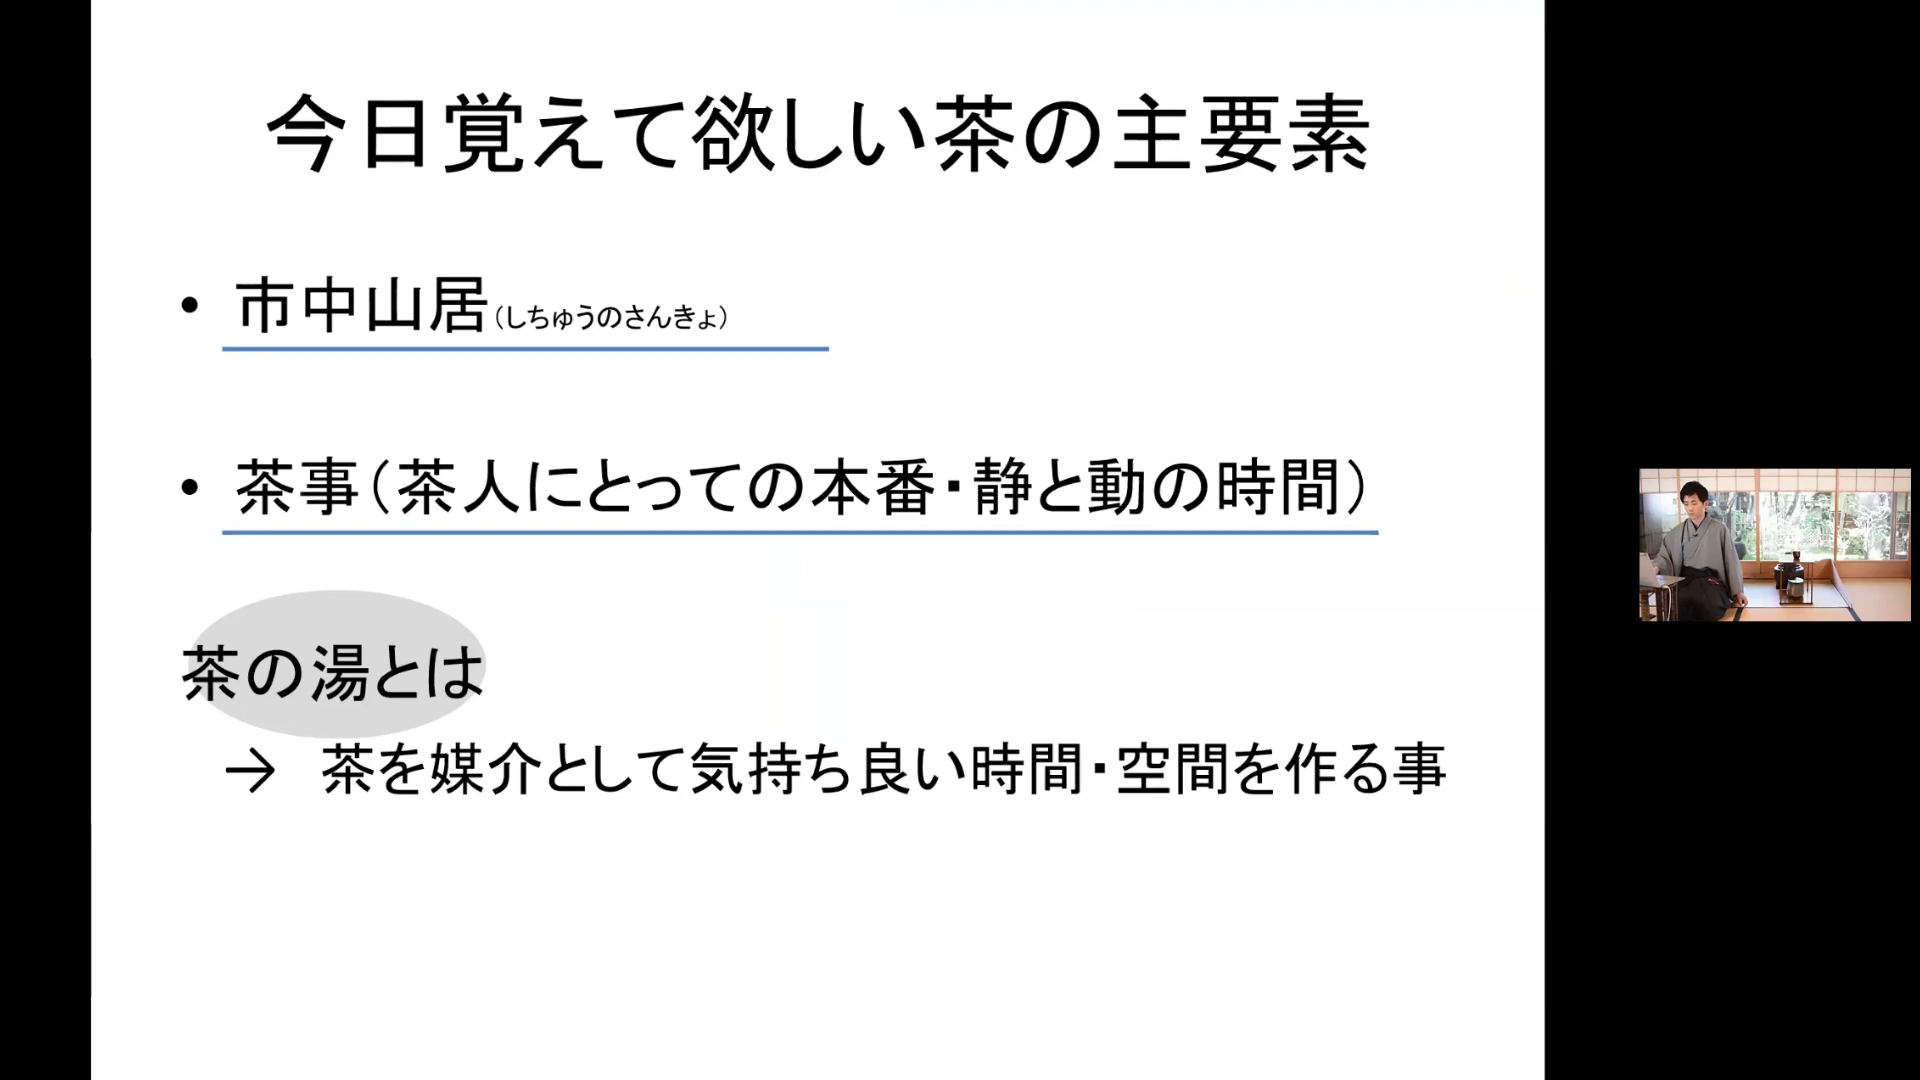 今日覚えて欲しい茶の主要素
• 市中山居(しちゅうのさんきょ)
• 茶事(茶人にとっての本番・静と動の時間)
茶の湯とは
→ 茶を媒介として気持ち良い時間・空間を作る事